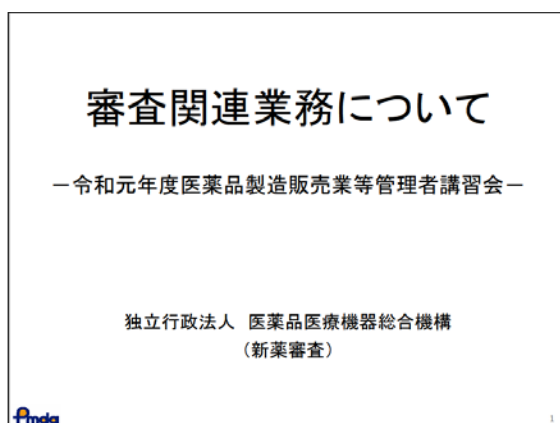 審査関連業務について
－令和元年度医薬品製造販売業等管理者講習会－
独立行政法人　医薬品医療機器総合機構
（新薬審査）
Pmda
1